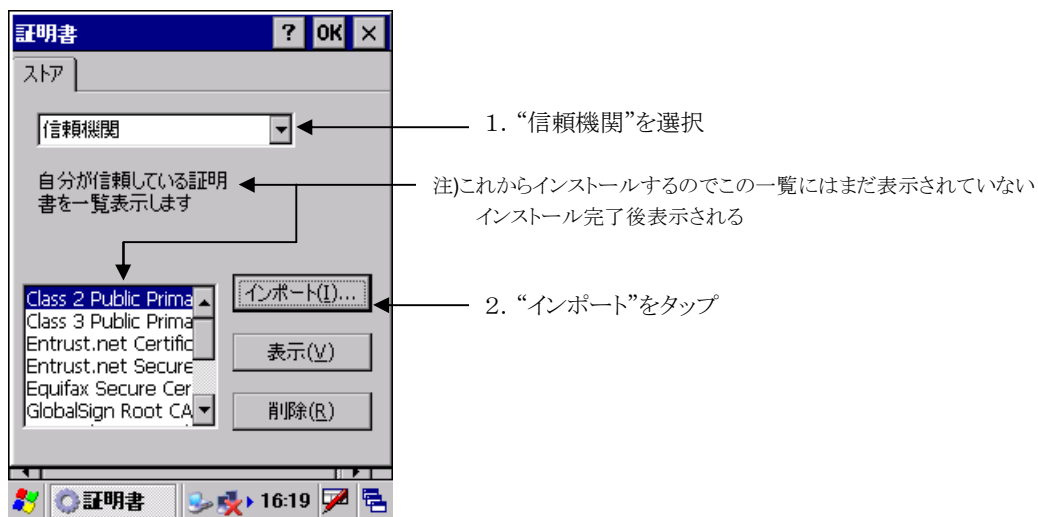 証明書 ? OK ×
ストア
信頼機関
1. “信頼機関”を選択
自分が信頼している証明
書を一覧表示します
注)これからインストールするのでこの一覧にはまだ表示されていない
インストール完了後表示される
Class 2 Public Prima
Class 3 Public Prima
Entrust.net Certific
Entrust.net Secure
Equifax Secure Cer
GlobalSign Root CA
インポート(I)...
2. “インポート”をタップ
表示(V)
削除(R)
証明書 16:19